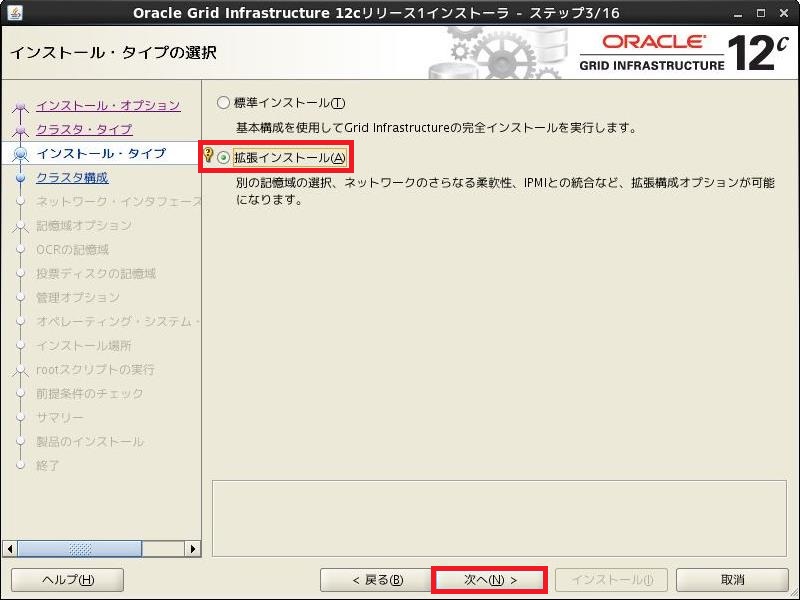 Oracle Grid Infrastructure 12cリリース1インストーラ - ステップ3/16
インストール・タイプの選択
ORACLE
GRID INFRASTRUCTURE
12c
インストール・オプション
クラスタ・タイプ
インストール・タイプ
クラスタ構成
ネットワーク・インタフェース
記憶域オプション
OCRの記憶域
投票ディスクの記憶域
管理オプション
オペレーティング・システム・
インストール場所
rootスクリプトの実行
前提条件のチェック
サマリー
製品のインストール
終了
標準インストール(T)
基本構成を使用してGrid Infrastructureの完全インストールを実行します。
拡張インストール(A)
別の記憶域の選択、ネットワークのさらなる柔軟性、IPMIとの統合など、拡張構成オプションが可能
になります。
ヘルプ(H)
< 戻る(B)
次へ(N) >
インストール(I)
取消